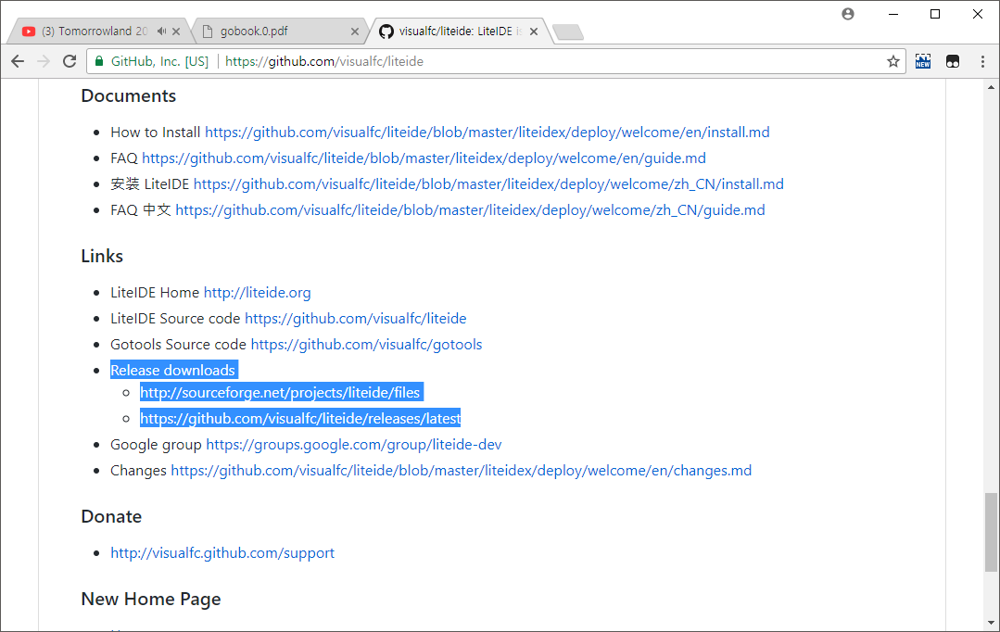 (3) Tomorrowland 20
gobook.0.pdf
visualfc/liteide: LiteIDE is
GitHub, Inc. [US]
https://github.com/visualfc/liteide
NEW
Documents
How to Install https://github.com/visualfc/liteide/blob/master/liteidex/deploy/welcome/en/install.md
FAQ https://github.com/visualfc/liteide/blob/master/liteidex/deploy/welcome/en/guide.md
安装 LiteIDE https://github.com/visualfc/liteide/blob/master/liteidex/deploy/welcome/zh_CN/install.md
FAQ 中文 https://github.com/visualfc/liteide/blob/master/liteidex/deploy/welcome/zh_CN/guide.md
Links
LiteIDE Home http://liteide.org
LiteIDE Source code https://github.com/visualfc/liteide
Gotools Source code https://github.com/visualfc/gotools
Release downloads
http://sourceforge.net/projects/liteide/files
https://github.com/visualfc/liteide/releases/latest
Google group https://groups.google.com/group/liteide-dev
Changes https://github.com/visualfc/liteide/blob/master/liteidex/deploy/welcome/en/changes.md
Donate
http://visualfc.github.com/support
New Home Page